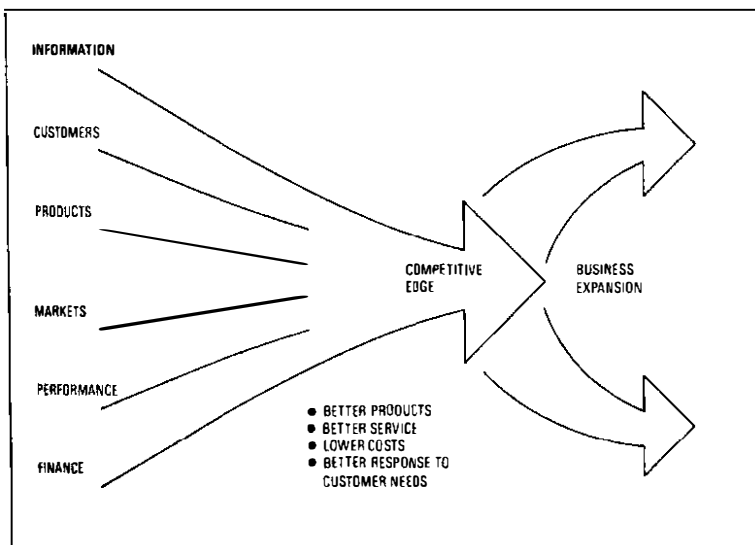 INFORMATION
CUSTOMERS
PRODUCTS
MARKETS
PERFORMANCE
FINANCE
COMPETITIVE
EDGE
BUSINESS
EXPANSION
● BETTER PRODUCTS
● BETTER SERVICE
● LOWER COSTS
● BETTER RESPONSE TO
CUSTOMER NEEDS